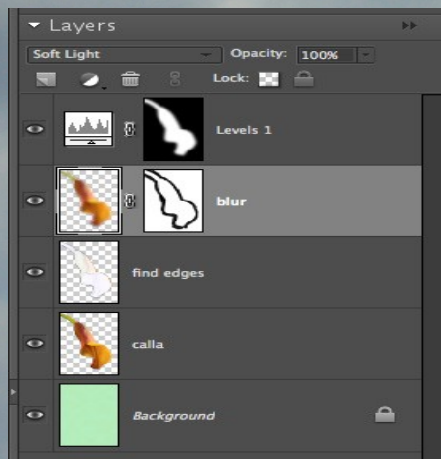 Layers
Soft Light Opacity: 100%
Lock:
Levels 1
blur
find edges
calla
Background